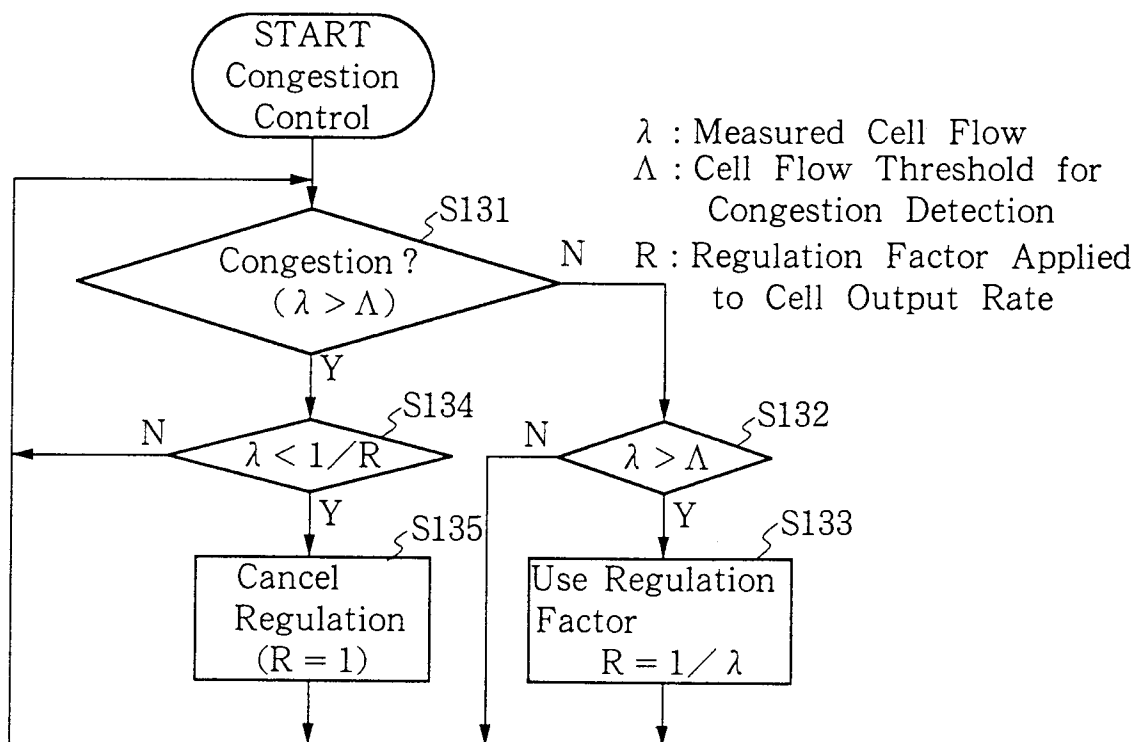 START
Congestion
Control
λ : Measured Cell Flow
Λ : Cell Flow Threshold for
Congestion Detection
R : Regulation Factor Applied
to Cell Output Rate
S131
Congestion ?
(λ > Λ)
N
Y
S134
N
λ < 1/R
Y
S132
N
λ > Λ
Y
S135
Cancel
Regulation
(R = 1)
S133
Use Regulation
Factor
R = 1/λ